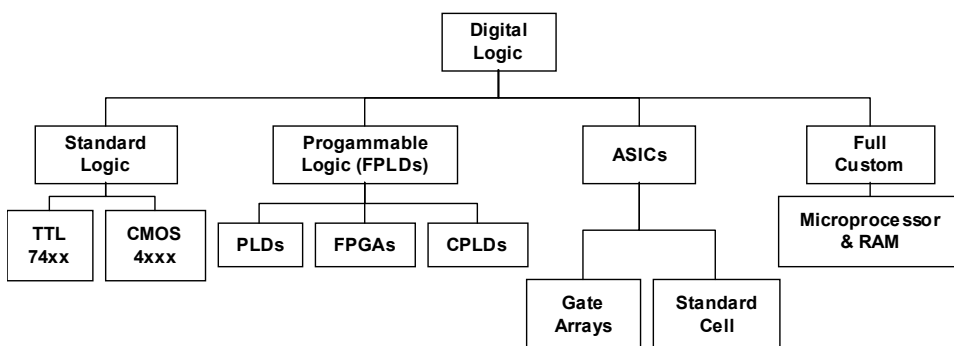 Digital
Logic
Standard
Logic
Progammable
Logic (FPLDs)
ASICs
Full
Custom
TTL
74xx
CMOS
4xxx
PLDs
FPGAs
CPLDs
Microprocessor
& RAM
Gate
Arrays
Standard
Cell